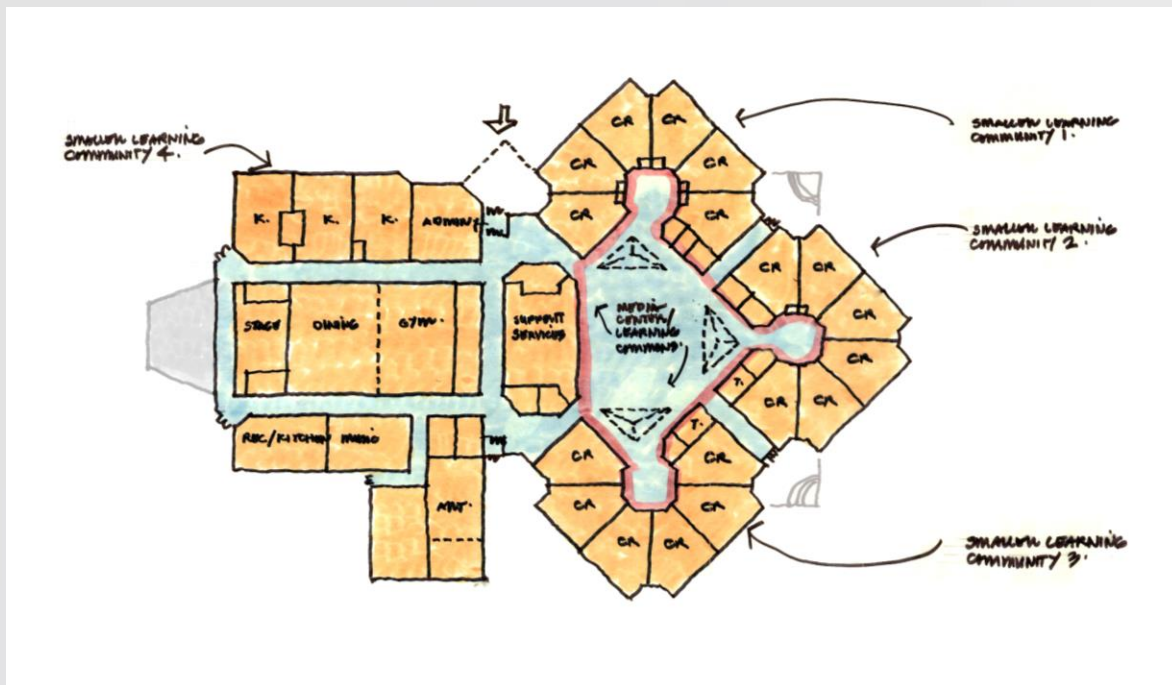 SMALLER LEARNING
COMMUNITY 4.
SMALLER LEARNING
COMMUNITY 1.
SMALLER LEARNING
COMMUNITY 2.
SMALLER LEARNING
COMMUNITY 3.
K.
K.
K.
ADMIN
STAGE
DINING
GYM.
SUPPORT
SERVICES
MEDIA
CENTER/
LEARNING
COMMONS.
REC/KITCHEN
MUSIC
ART.
CR
CR
CR
CR
CR
CR
CR
CR
CR
CR
CR
CR
T.
T.
CR
CR
CR
CR
CR
CR